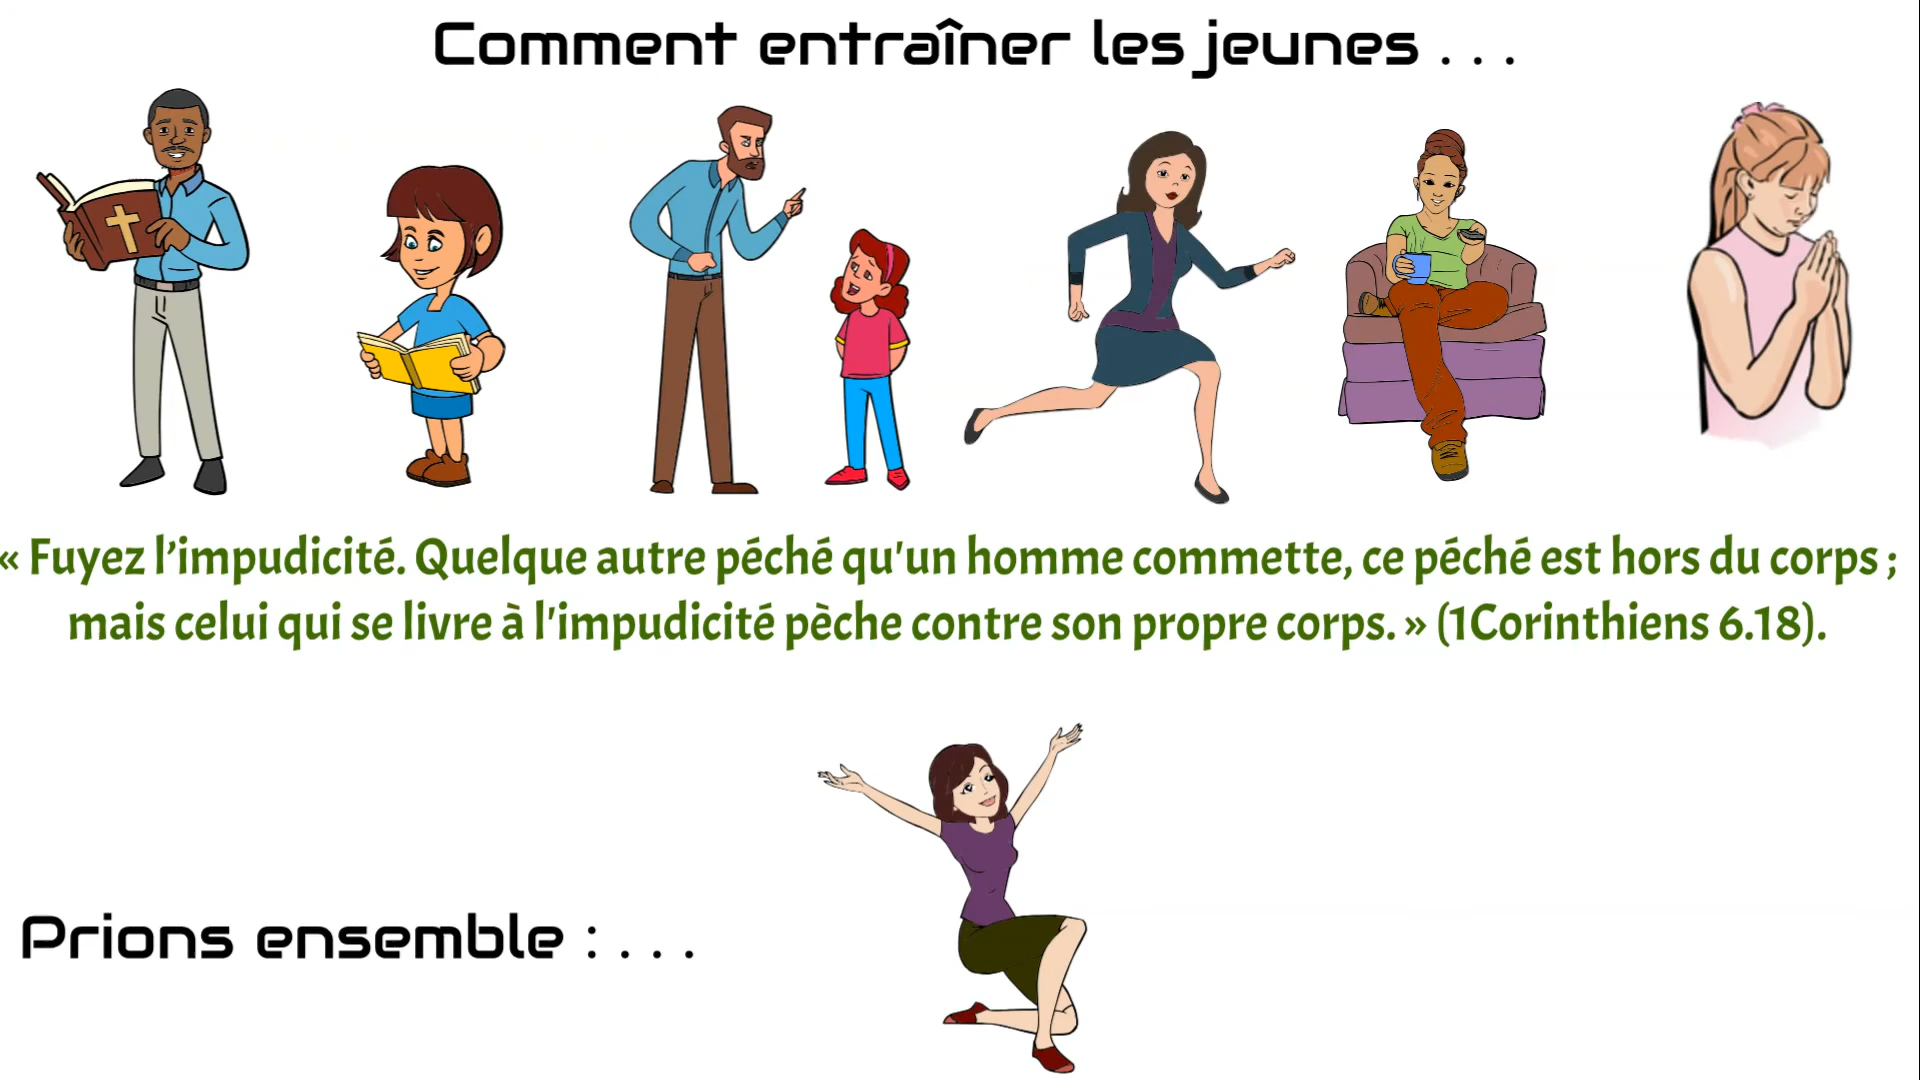 Comment entraîner les jeunes . . .
« Fuyez l’impudicité. Quelque autre péché qu'un homme commette, ce péché est hors du corps ;
mais celui qui se livre à l'impudicité pèche contre son propre corps. » (1Corinthiens 6.18).
Prions ensemble : . . .